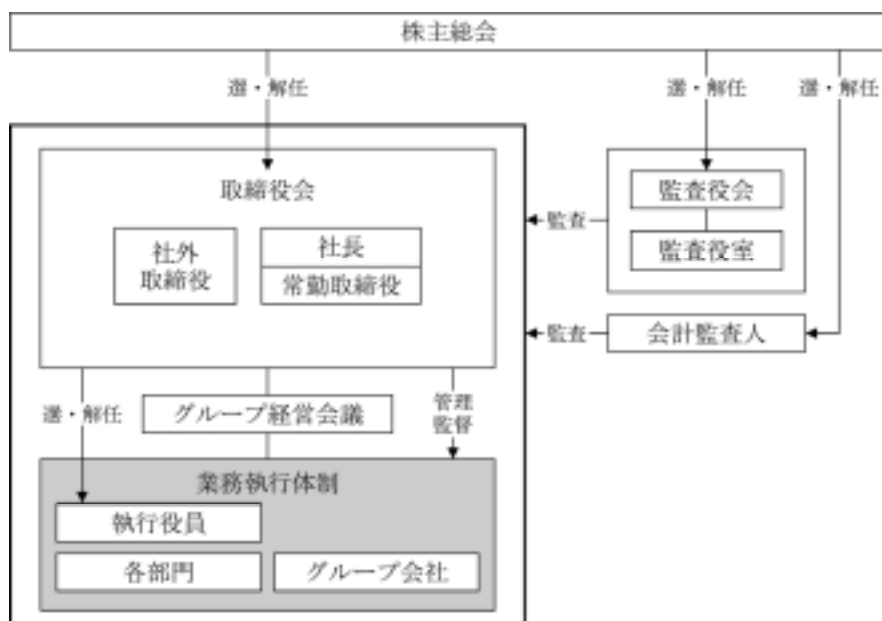 株主総会
選・解任
選・解任
選・解任
取締役会
社外
取締役
社長
常勤取締役
監査役会
監査役室
監査
監査
会計監査人
選・解任
グループ経営会議
管理
監督
業務執行体制
執行役員
各部門
グループ会社